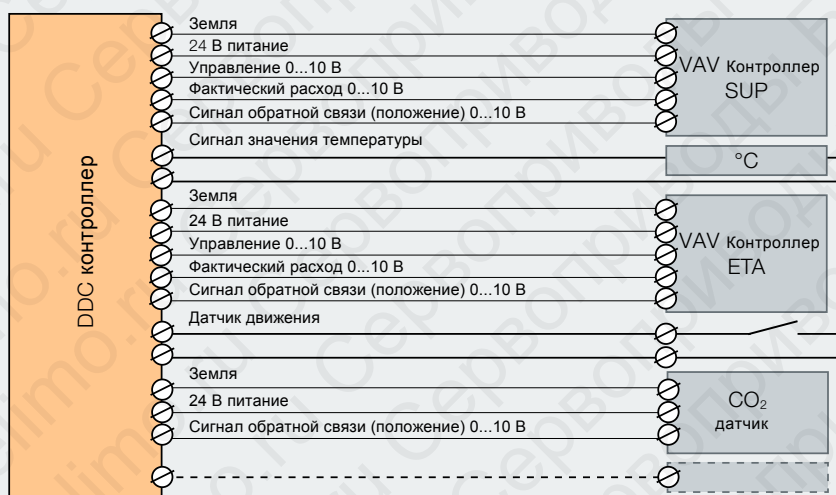 Земля
24 В питание
Управление 0...10 В
Фактический расход 0...10 В
Сигнал обратной связи (положение) 0...10 В
VAV Контроллер
SUP
Сигнал значения температуры
°C
DDC контроллер
Земля
24 В питание
Управление 0...10 В
Фактический расход 0...10 В
Сигнал обратной связи (положение) 0...10 В
VAV Контроллер
ETA
Датчик движения
Земля
24 В питание
Сигнал обратной связи (положение) 0...10 В
CO₂
датчик